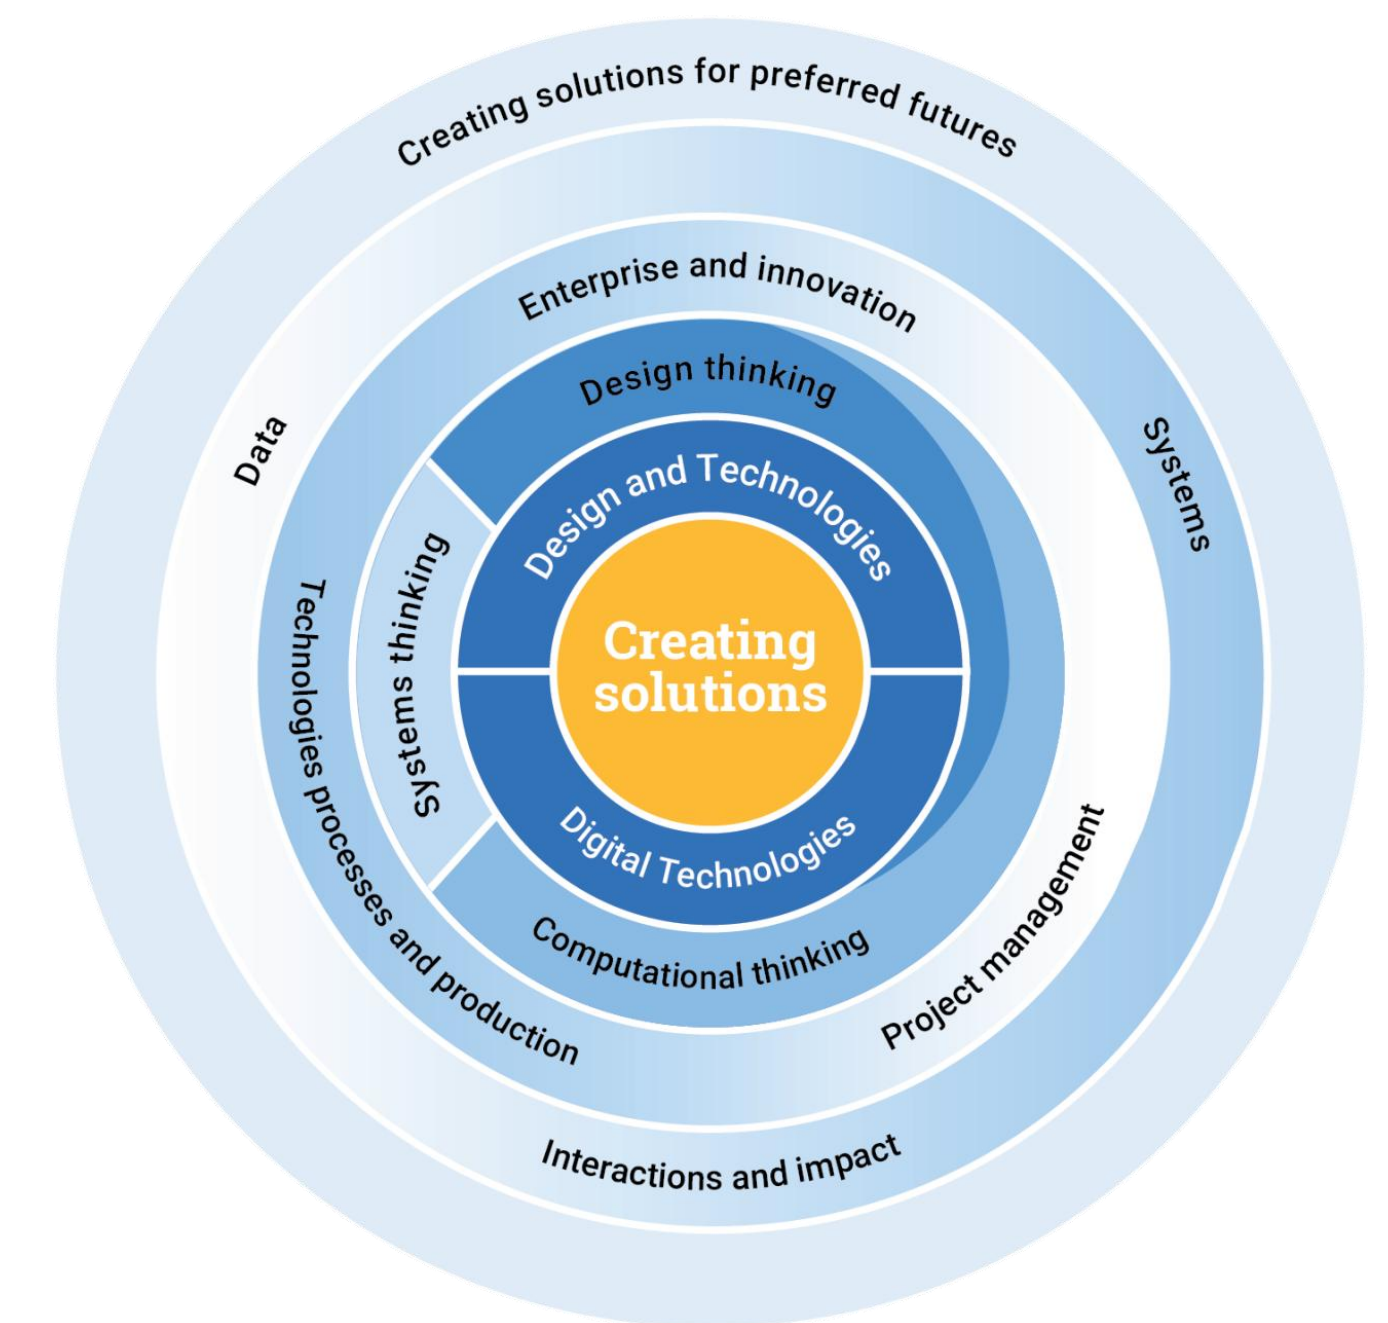 Creating solutions for preferred futures
Data
Systems
Interactions and impact
Enterprise and innovation
Technologies processes and production
Project management
Design thinking
Systems thinking
Computational thinking
Design and Technologies
Digital Technologies
Creating
solutions